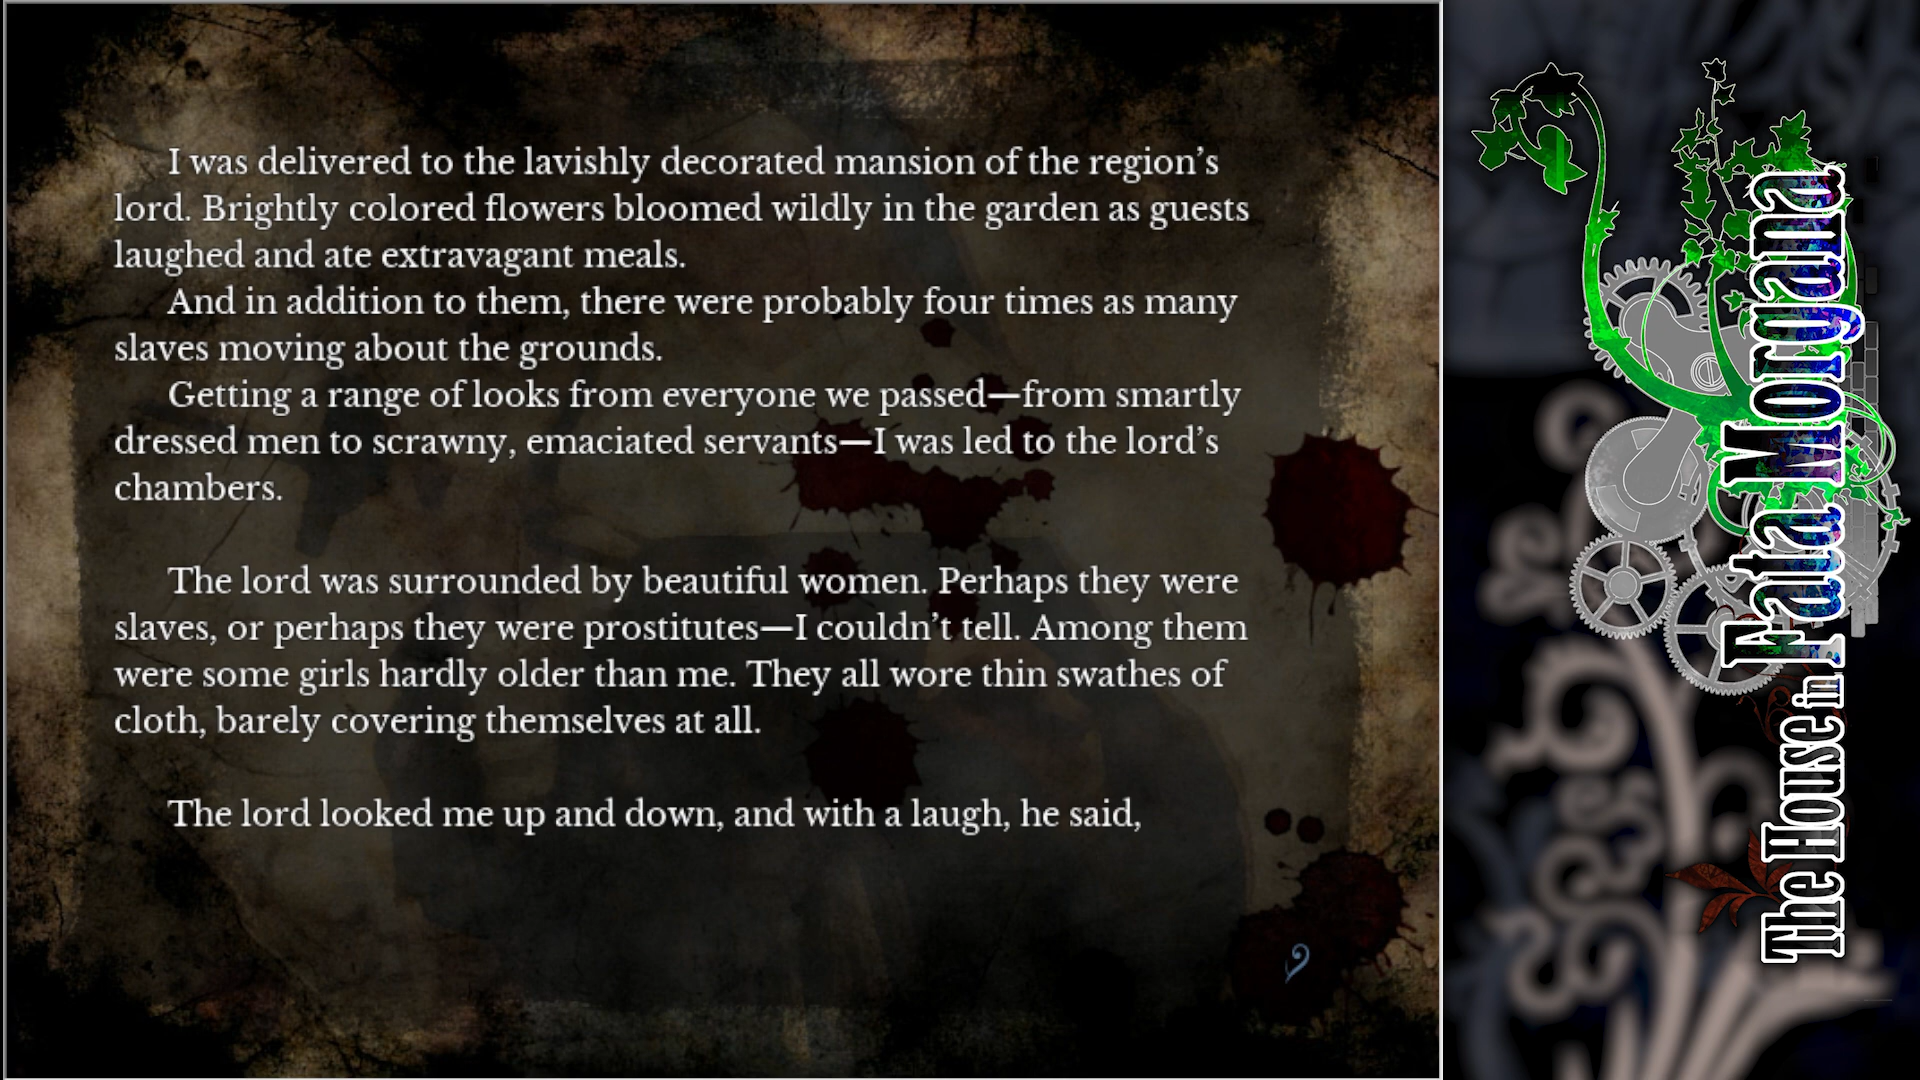 I was delivered to the lavishly decorated mansion of the region’s
lord. Brightly colored flowers bloomed wildly in the garden as guests
laughed and ate extravagant meals.
And in addition to them, there were probably four times as many
slaves moving about the grounds.
Getting a range of looks from everyone we passed—from smartly
dressed men to scrawny, emaciated servants—I was led to the lord’s
chambers.
The lord was surrounded by beautiful women. Perhaps they were
slaves, or perhaps they were prostitutes—I couldn’t tell. Among them
were some girls hardly older than me. They all wore thin swathes of
cloth, barely covering themselves at all.
The lord looked me up and down, and with a laugh, he said,
The House in Fata Morgana